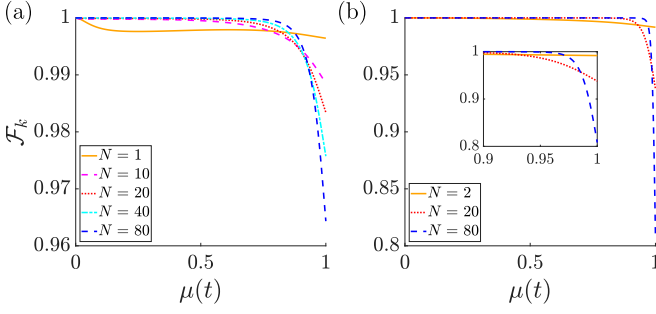 (a)
1
0.99
0.98
0.97
0.96
ℱₖ
N = 1
N = 10
N = 20
N = 40
N = 80
0
0.5
1
μ(t)
(b)
1
0.95
0.9
0.85
0.8
1
0.9
0.8
0.9
0.95
1
N = 2
N = 20
N = 80
0
0.5
1
μ(t)